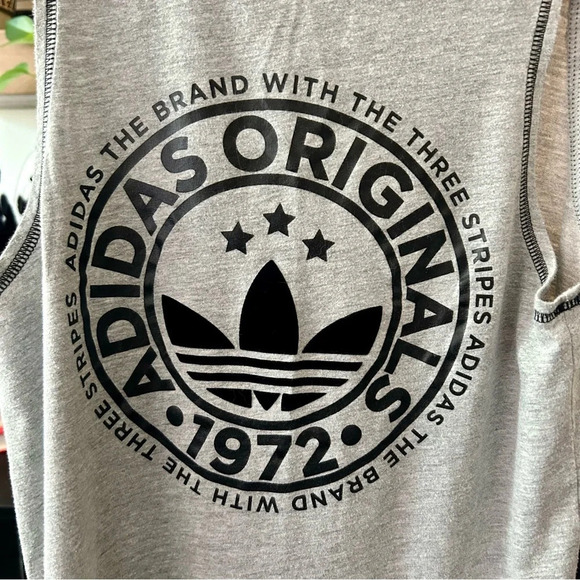 ADIDAS THE BRAND WITH THE THREE STRIPES ADIDAS THE BRAND WITH THE THREE STRIPES
ADIDAS ORIGINALS
• 1972 •